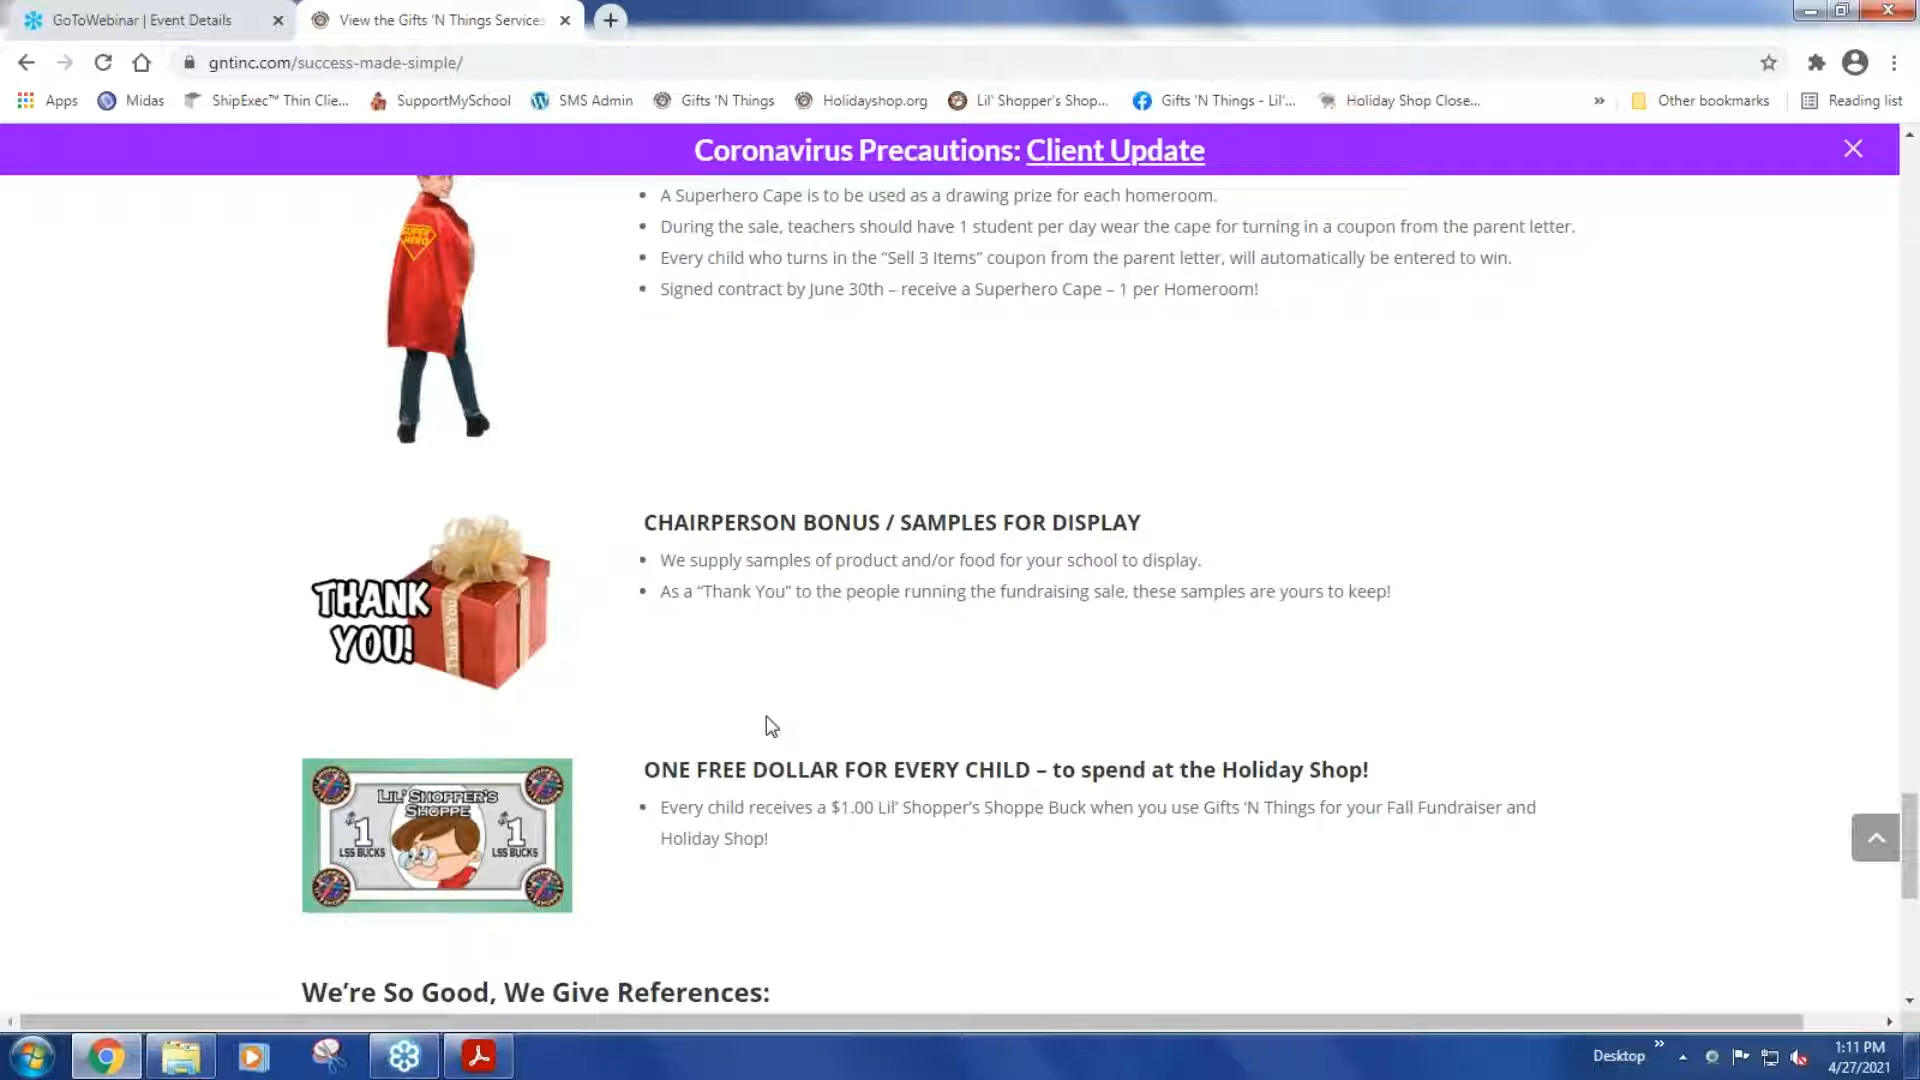 GoToWebinar | Event Details
View the Gifts 'N Things Services
gntinc.com/success-made-simple/
Apps
Midas
ShipExec™ Thin Clie...
SupportMySchool
SMS Admin
Gifts 'N Things
Holidayshop.org
Lil' Shopper's Shop...
Gifts 'N Things - Lil'...
Holiday Shop Close...
»
Other bookmarks
Reading list
Coronavirus Precautions: Client Update
SUPER
HERO
• A Superhero Cape is to be used as a drawing prize for each homeroom.
• During the sale, teachers should have 1 student per day wear the cape for turning in a coupon from the parent letter.
• Every child who turns in the “Sell 3 Items” coupon from the parent letter, will automatically be entered to win.
• Signed contract by June 30th – receive a Superhero Cape – 1 per Homeroom!
THANK
YOU!
Thank You
CHAIRPERSON BONUS / SAMPLES FOR DISPLAY
• We supply samples of product and/or food for your school to display.
• As a “Thank You” to the people running the fundraising sale, these samples are yours to keep!
LIL' SHOPPER'S
SHOPPE
$1
LSS BUCKS
$1
LSS BUCKS
ONE FREE DOLLAR FOR EVERY CHILD – to spend at the Holiday Shop!
• Every child receives a $1.00 Lil’ Shopper’s Shoppe Buck when you use Gifts ‘N Things for your Fall Fundraiser and
Holiday Shop!
We’re So Good, We Give References:
Desktop
»
1:11 PM
4/27/2021